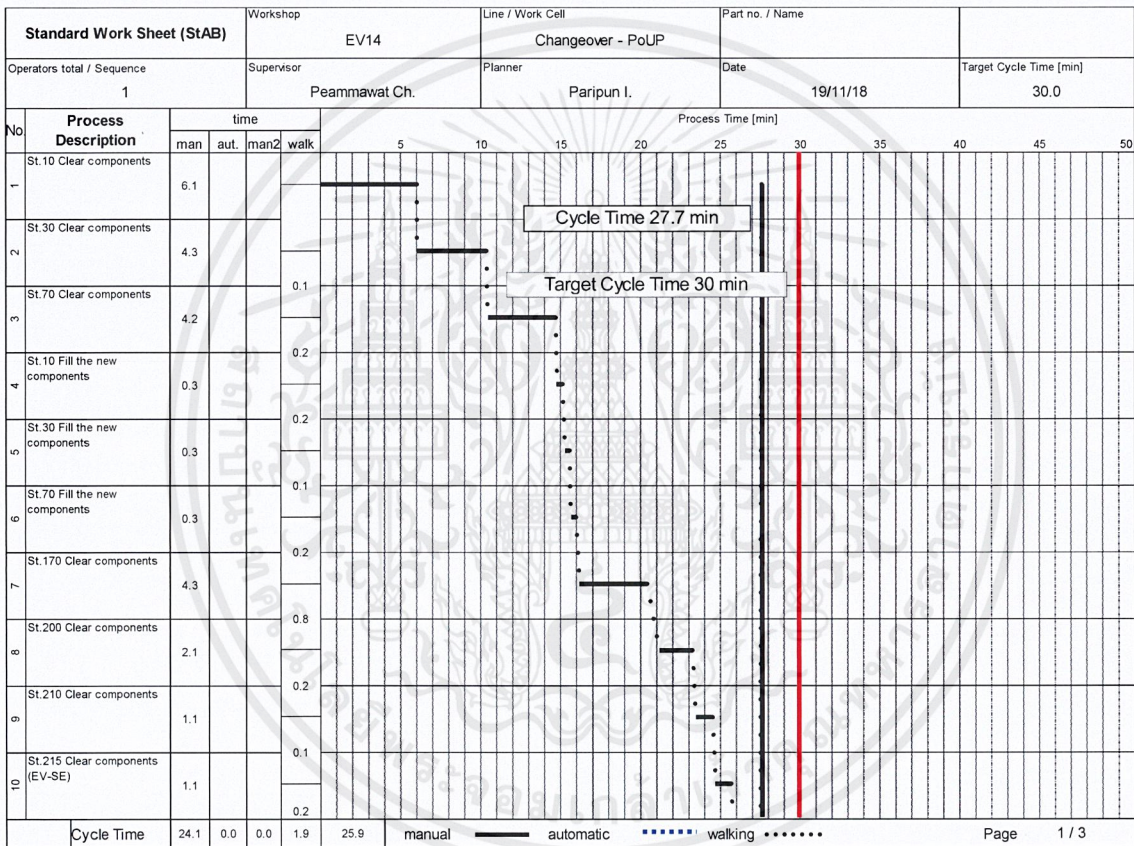 Standard Work Sheet (StAB)
Workshop
EV14
Line / Work Cell
Changeover - PoUP
Part no. / Name
Operators total / Sequence
1
Supervisor
Peammawat Ch.
Planner
Paripun I.
Date
19/11/18
Target Cycle Time [min]
30.0
No.
Process
Description
time
man aut. man2 walk
Process Time [min]
5 10 15 20 25 30 35 40 45 50
1 St.10 Clear components 6.1
Cycle Time 27.7 min
2 St.30 Clear components 4.3
0.1
Target Cycle Time 30 min
3 St.70 Clear components 4.2
0.2
4 St.10 Fill the new
components 0.3
0.2
5 St.30 Fill the new
components 0.3
0.1
6 St.70 Fill the new
components 0.3
0.2
7 St.170 Clear components 4.3
0.8
8 St.200 Clear components 2.1
0.2
9 St.210 Clear components 1.1
0.1
10 St.215 Clear components
(EV-SE) 1.1
0.2
Cycle Time 24.1 0.0 0.0 1.9 25.9 manual automatic walking Page 1 / 3